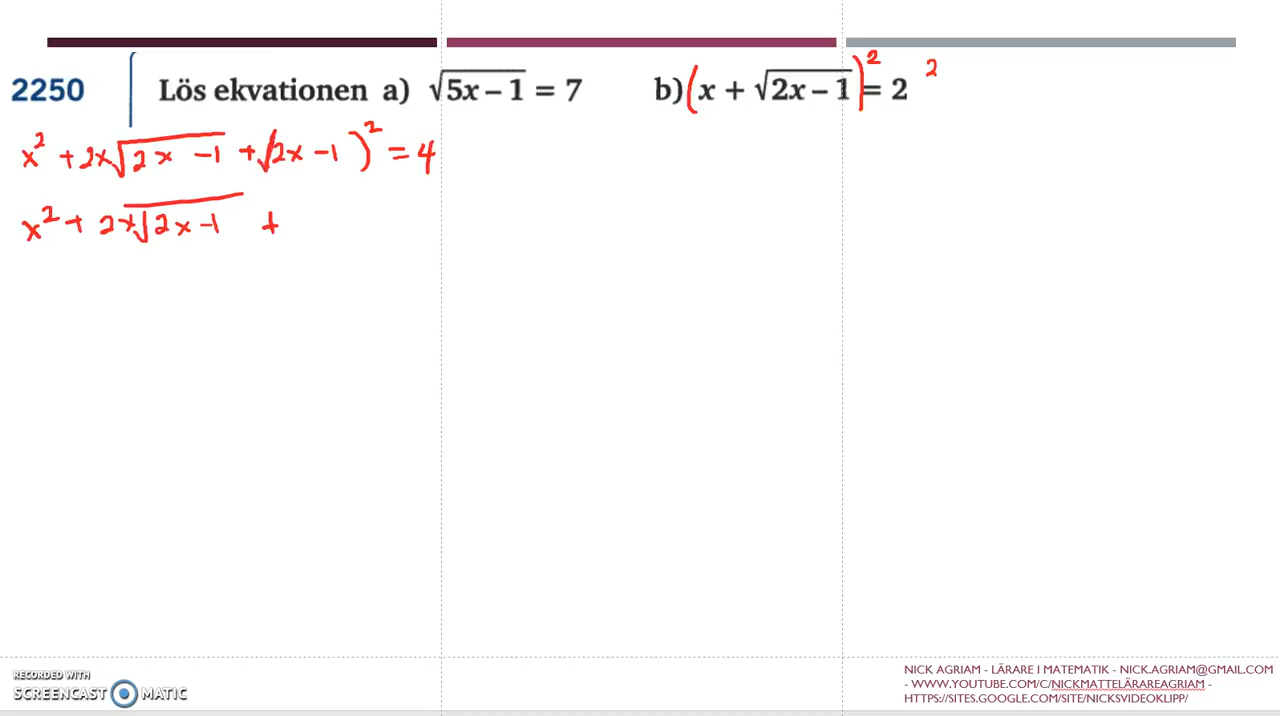 2250 Lös ekvationen a) √5x − 1 = 7 b) (x + √2x − 1)² = 2 2
x² + 2x√2x −1 + (√2x −1)² = 4
x² + 2x√2x −1 +
RECORDED WITH
SCREENCAST MATIC
NICK AGRIAM - LÄRARE I MATEMATIK - NICK.AGRIAM@GMAIL.COM
- WWW.YOUTUBE.COM/C/NICKMATTELÄRAREAGRIAM -
HTTPS://SITES.GOOGLE.COM/SITE/NICKSVIDEOKLIPP/